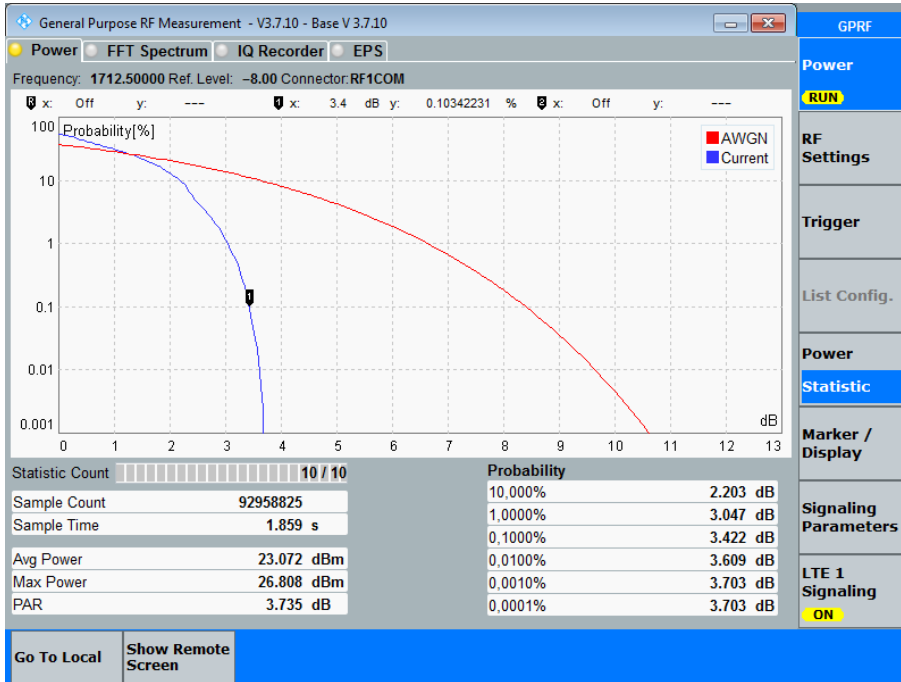 General Purpose RF Measurement - V3.7.10 - Base V 3.7.10
GPRF
Power FFT Spectrum IQ Recorder EPS
Frequency: 1712.50000 Ref. Level: -8.00 Connector:RF1COM
R x: Off y: --- 1 x: 3.4 dB y: 0.10342231 % 2 x: Off y: ---
Probability[%]
AWGN
Current
100
10
1
0.1
0.01
0.001
1
dB
0 1 2 3 4 5 6 7 8 9 10 11 12 13
Statistic Count 10 / 10
Sample Count 92958825
Sample Time 1.859 s
Avg Power 23.072 dBm
Max Power 26.808 dBm
PAR 3.735 dB
Probability
10,000% 2.203 dB
1,0000% 3.047 dB
0,1000% 3.422 dB
0,0100% 3.609 dB
0,0010% 3.703 dB
0,0001% 3.703 dB
Power
RUN
RF
Settings
Trigger
List Config.
Power
Statistic
Marker /
Display
Signaling
Parameters
LTE 1
Signaling
ON
Go To Local
Show Remote
Screen